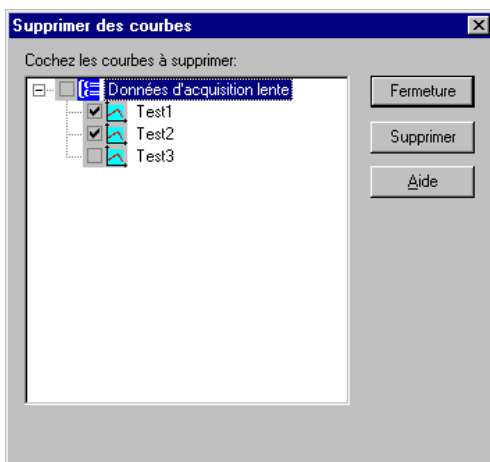 Supprimer des courbes
Cochez les courbes à supprimer:
Données d'acquisition lente
Test1
Test2
Test3
Fermeture
Supprimer
Aide